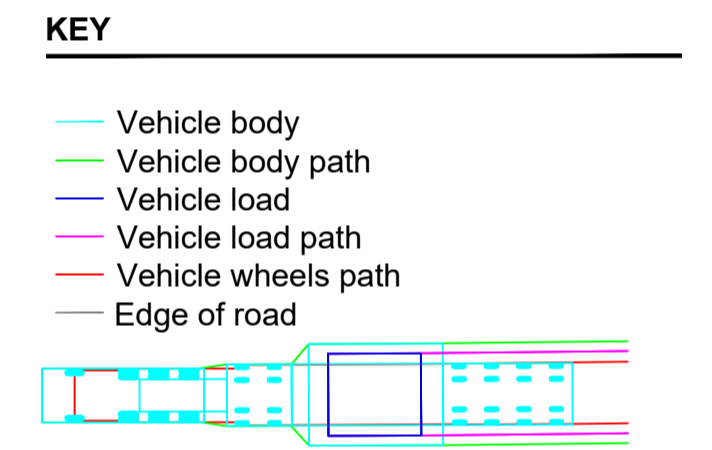 KEY
Vehicle body
Vehicle body path
Vehicle load
Vehicle load path
Vehicle wheels path
Edge of road